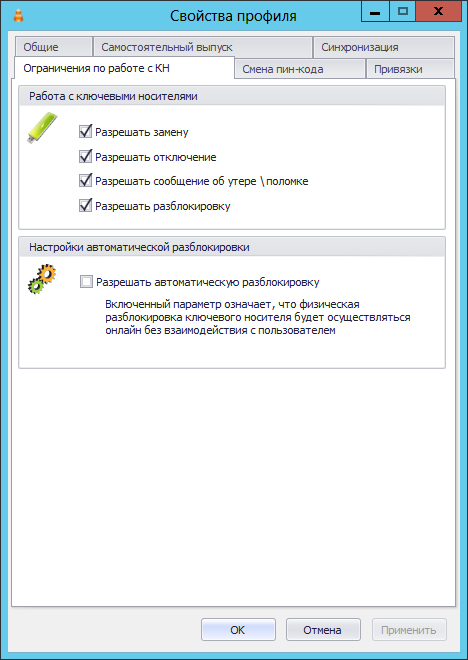 Свойства профиля
Общие
Самостоятельный выпуск
Синхронизация
Ограничения по работе с КН
Смена пин-кода
Привязки
Работа с ключевыми носителями
Разрешать замену
Разрешать отключение
Разрешать сообщение об утере \поломке
Разрешать разблокировку
Настройки автоматической разблокировки
Разрешать автоматическую разблокировку
Включенный параметр означает, что физическая
разблокировка ключевого носителя будет осуществляться
онлайн без взаимодействия с пользователем
OK
Отмена
Применить